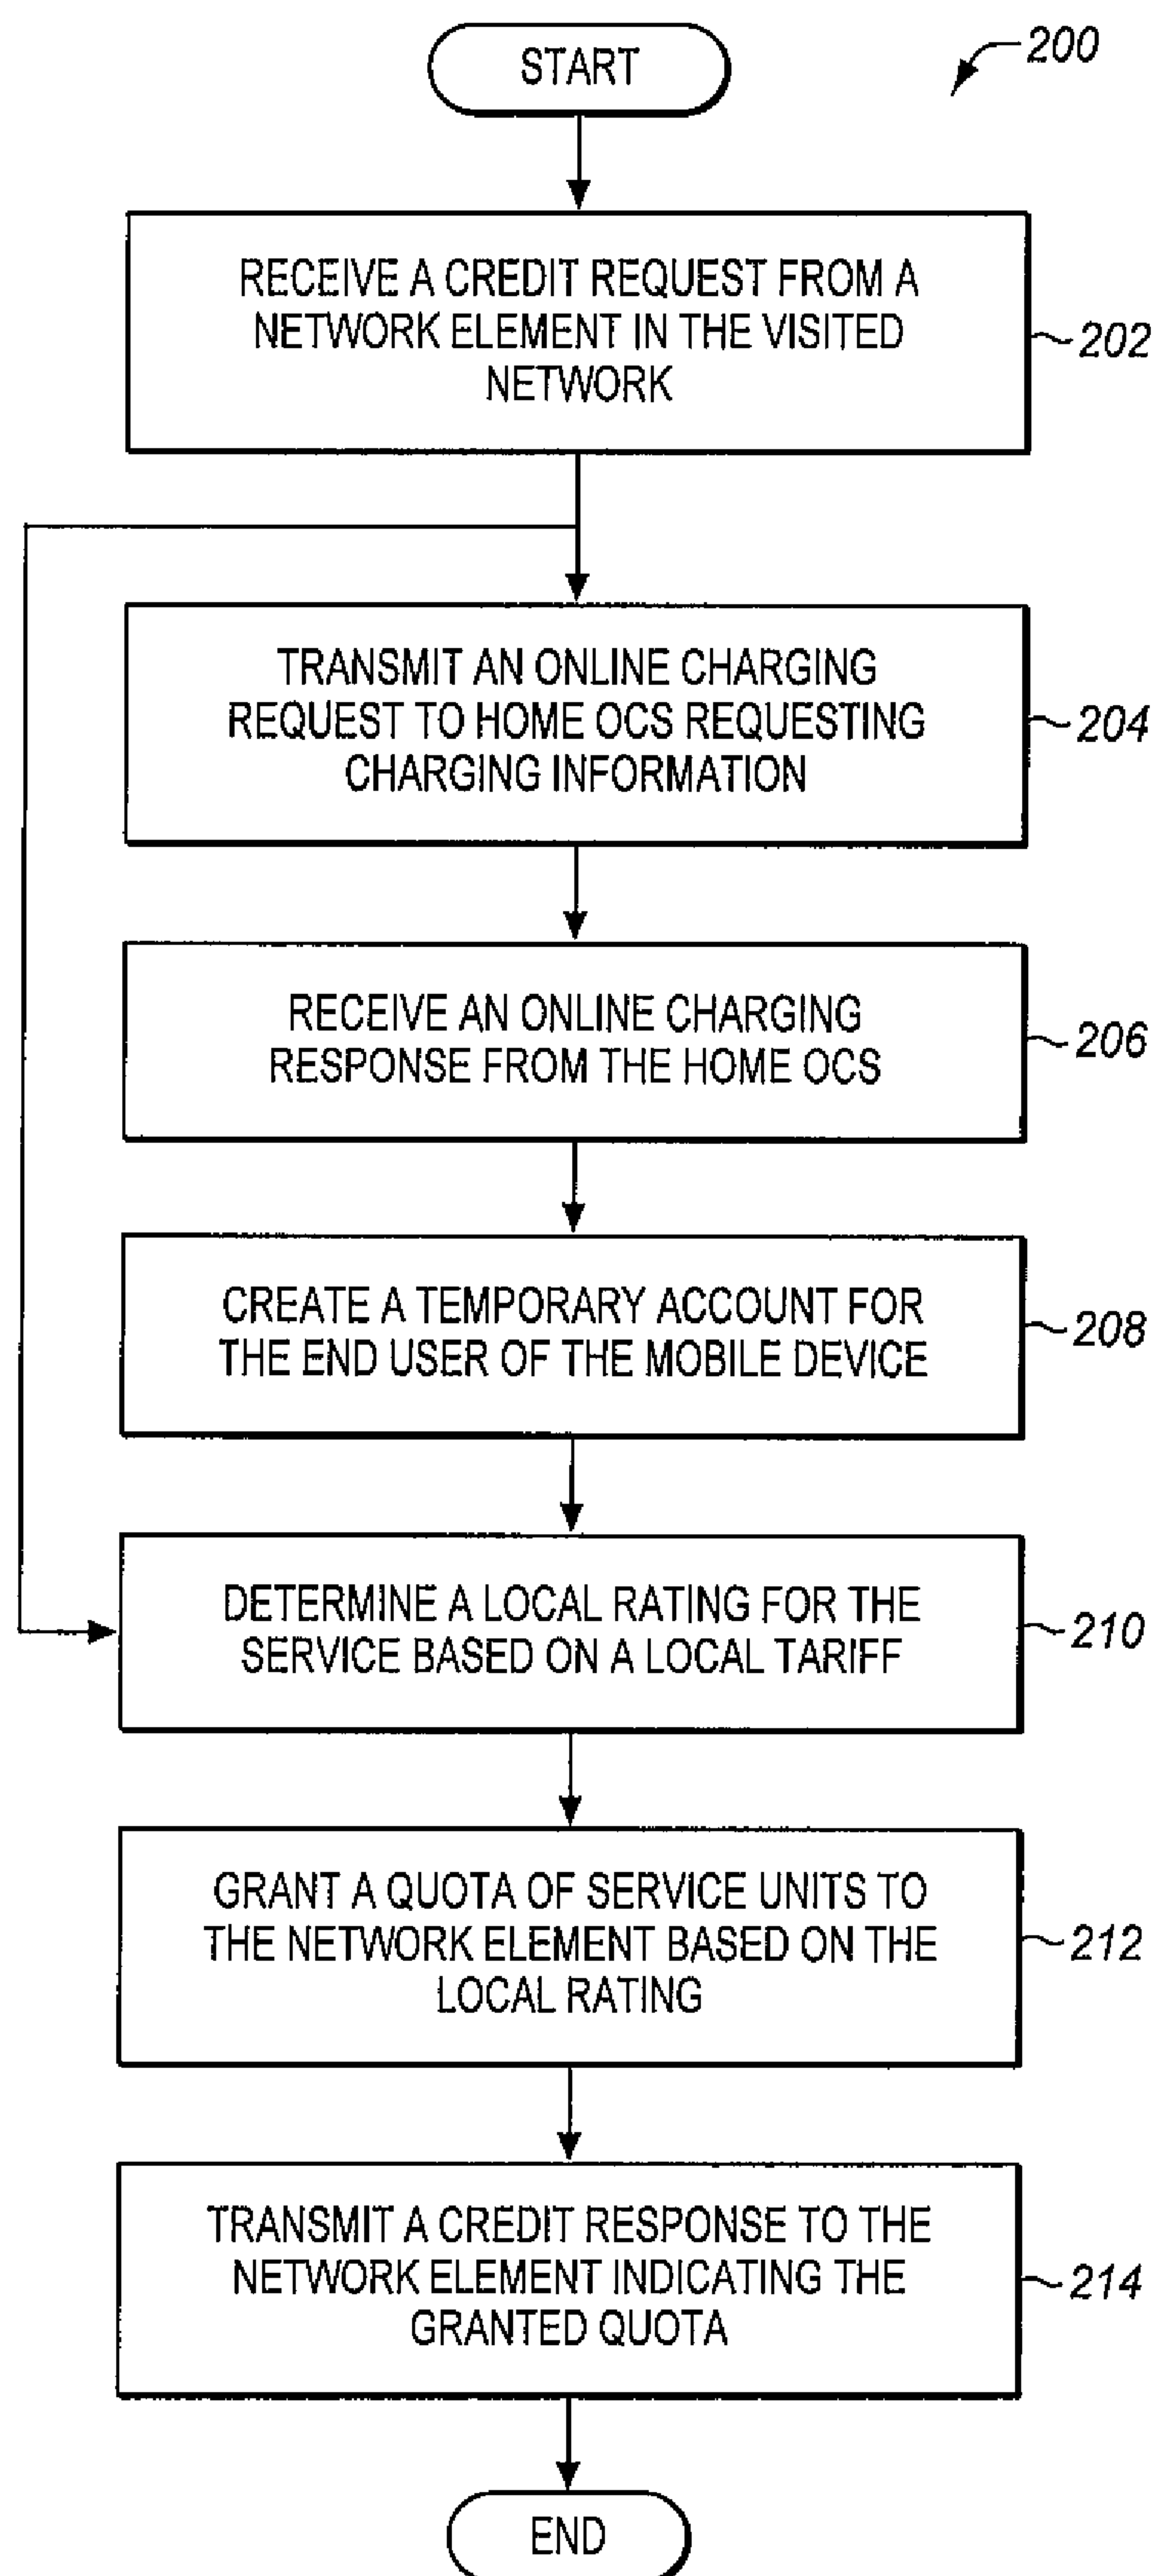 START
200
RECEIVE A CREDIT REQUEST FROM A
NETWORK ELEMENT IN THE VISITED
NETWORK
202
TRANSMIT AN ONLINE CHARGING
REQUEST TO HOME OCS REQUESTING
CHARGING INFORMATION
204
RECEIVE AN ONLINE CHARGING
RESPONSE FROM THE HOME OCS
206
CREATE A TEMPORARY ACCOUNT FOR
THE END USER OF THE MOBILE DEVICE
208
DETERMINE A LOCAL RATING FOR THE
SERVICE BASED ON A LOCAL TARIFF
210
GRANT A QUOTA OF SERVICE UNITS TO
THE NETWORK ELEMENT BASED ON THE
LOCAL RATING
212
TRANSMIT A CREDIT RESPONSE TO THE
NETWORK ELEMENT INDICATING THE
GRANTED QUOTA
214
END